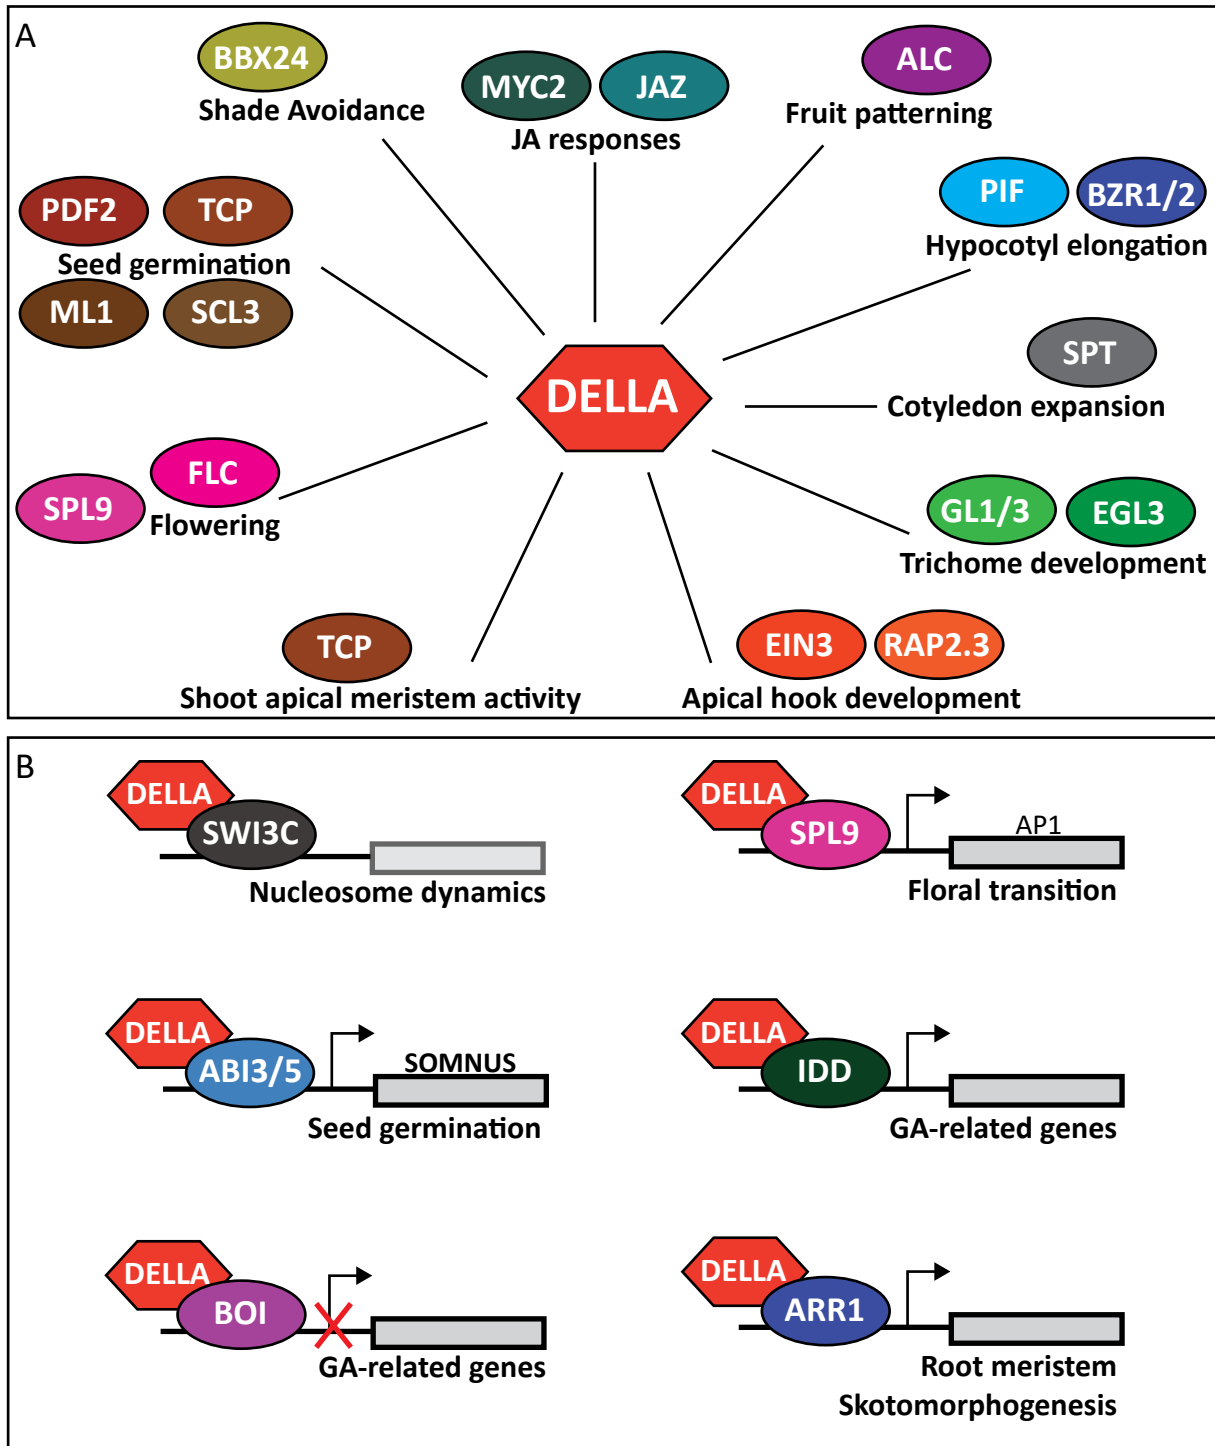 A
BBX24
Shade Avoidance
MYC2 JAZ
JA responses
ALC
Fruit patterning
PIF BZR1/2
Hypocotyl elongation
PDF2 TCP
Seed germination
ML1 SCL3
SPT
Cotyledon expansion
DELLA
FLC
SPL9
Flowering
GL1/3 EGL3
Trichome development
TCP
Shoot apical meristem activity
EIN3 RAP2.3
Apical hook development
B
DELLA
SWI3C
Nucleosome dynamics
DELLA
SPL9
AP1
Floral transition
DELLA
ABI3/5
SOMNUS
Seed germination
DELLA
IDD
GA-related genes
DELLA
BOI
GA-related genes
DELLA
ARR1
Root meristem
Skotomorphogenesis